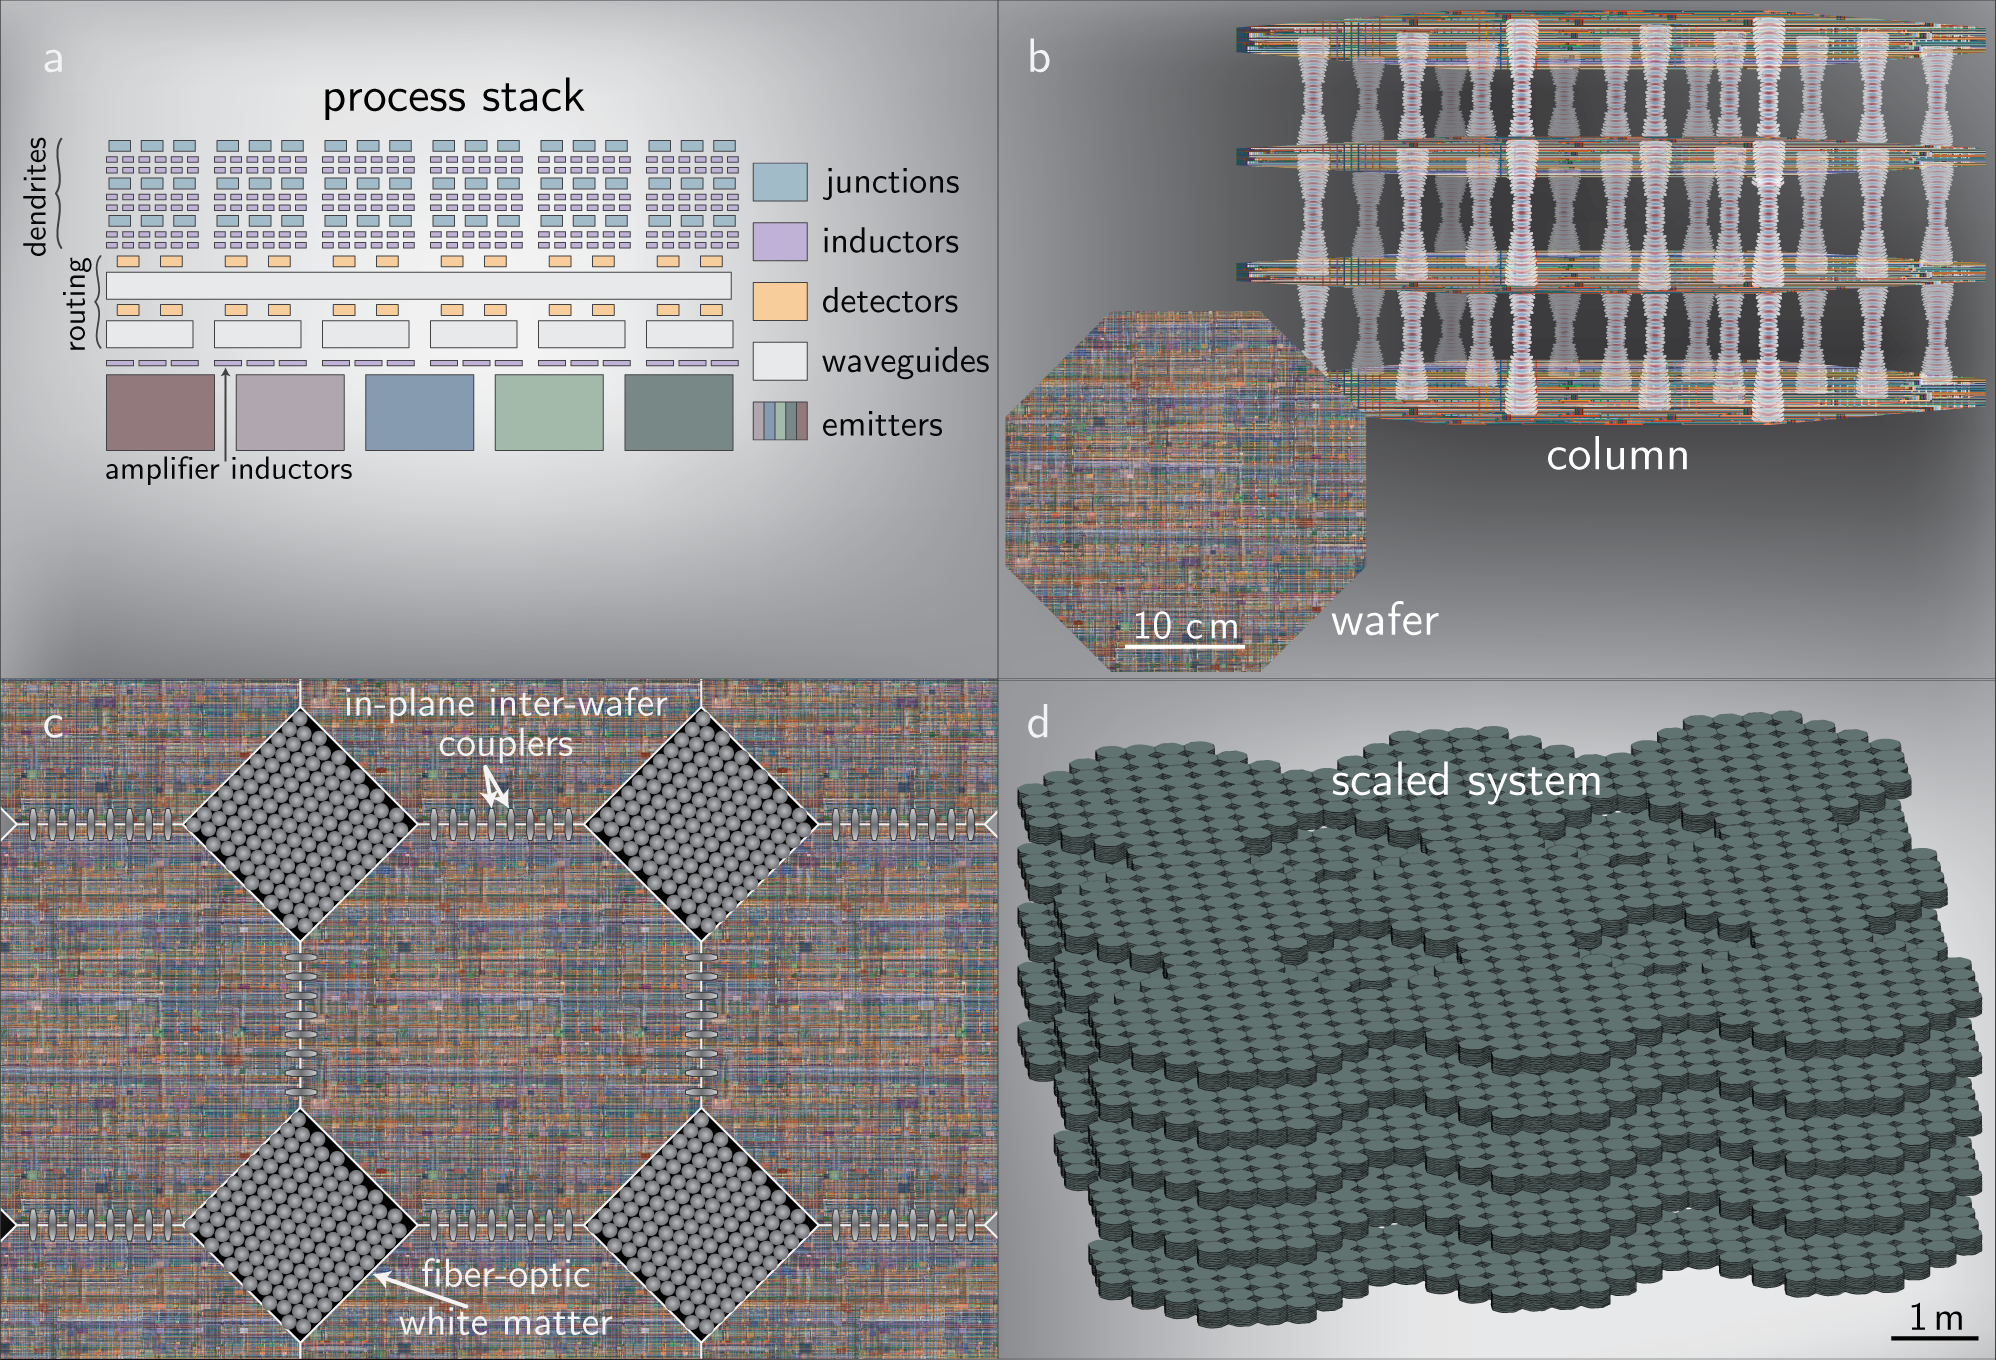 a
process stack
dendrites
routing
junctions
inductors
detectors
waveguides
emitters
amplifier inductors
b
column
wafer
10 cm
c
in-plane inter-wafer
couplers
fiber-optic
white matter
d
scaled system
1 m